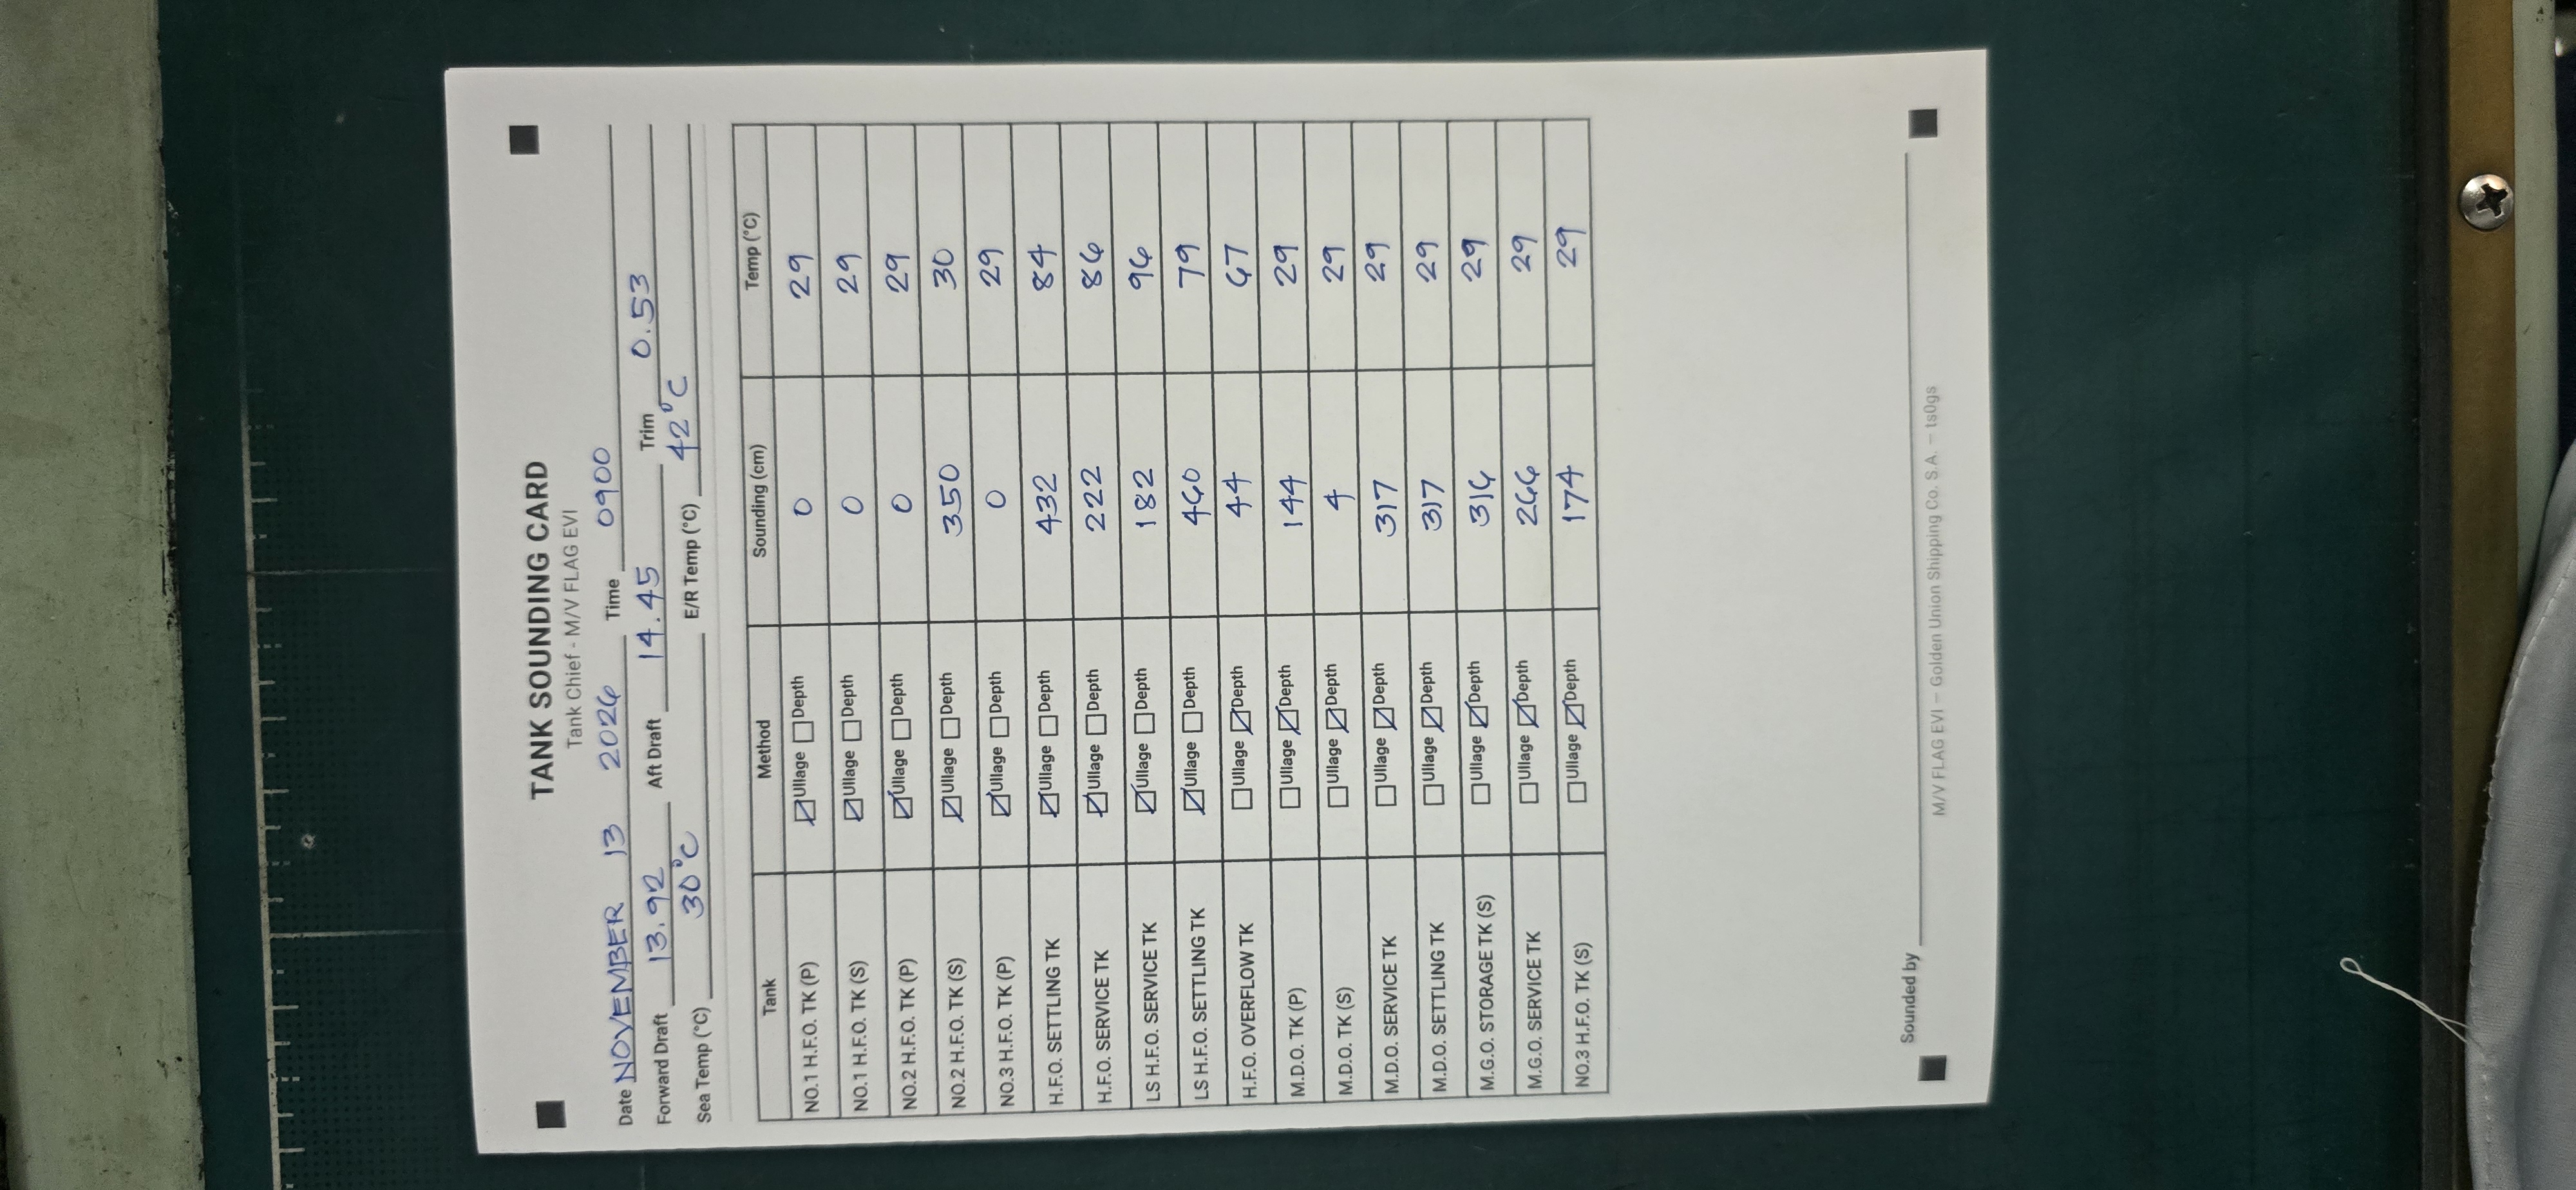 TANK SOUNDING CARD
Tank Chief - M/V FLAG EVI
Date NOVEMBER 13 2026 Time 0900
Forward Draft 13.92 Aft Draft 14.45 Trim 0.53
Sea Temp (°C) 30°C E/R Temp (°C) 42°C
Tank Method Sounding (cm) Temp (°C)
NO.1 H.F.O. TK (P) ☑ Ullage ☐ Depth 0 29
NO.1 H.F.O. TK (S) ☑ Ullage ☐ Depth 0 29
NO.2 H.F.O. TK (P) ☑ Ullage ☐ Depth 0 29
NO.2 H.F.O. TK (S) ☑ Ullage ☐ Depth 350 30
NO.3 H.F.O. TK (P) ☑ Ullage ☐ Depth 0 29
H.F.O. SETTLING TK ☑ Ullage ☐ Depth 432 84
H.F.O. SERVICE TK ☑ Ullage ☐ Depth 222 86
LS H.F.O. SERVICE TK ☑ Ullage ☐ Depth 182 96
LS H.F.O. SETTLING TK ☑ Ullage ☐ Depth 460 79
H.F.O. OVERFLOW TK ☐ Ullage ☑ Depth 44 67
M.D.O. TK (P) ☐ Ullage ☑ Depth 144 29
M.D.O. TK (S) ☐ Ullage ☑ Depth 4 29
M.D.O. SERVICE TK ☐ Ullage ☑ Depth 317 29
M.D.O. SETTLING TK ☐ Ullage ☑ Depth 317 29
M.G.O. STORAGE TK (S) ☐ Ullage ☑ Depth 316 29
M.G.O. SERVICE TK ☐ Ullage ☑ Depth 266 29
NO.3 H.F.O. TK (S) ☐ Ullage ☑ Depth 174 29
Sounded by
M/V FLAG EVI – Golden Union Shipping Co. S.A. – ts0gs